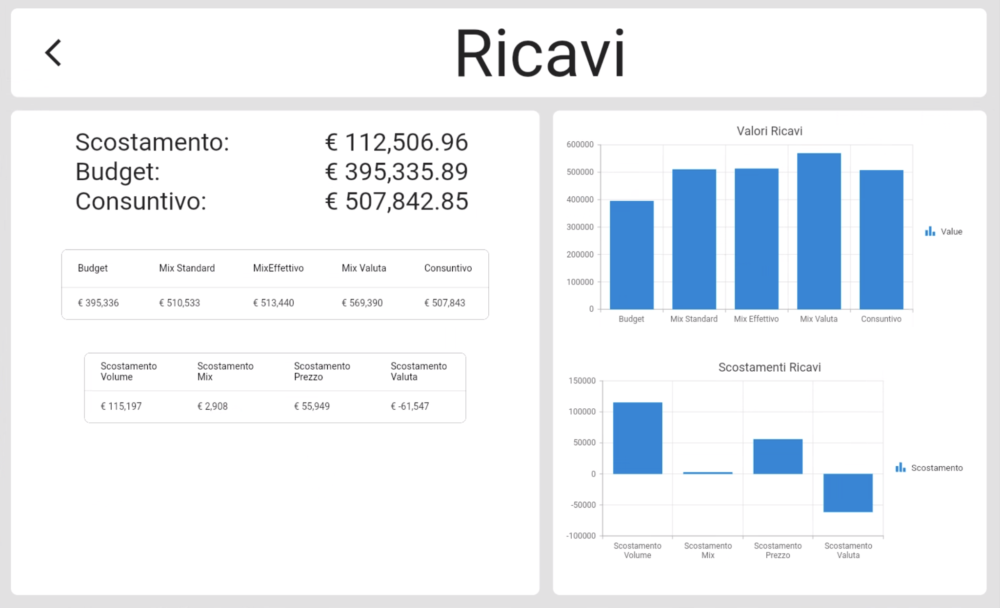 Ricavi
Scostamento: € 112,506.96
Budget: € 395,335.89
Consuntivo: € 507,842.85
Budget Mix Standard MixEffettivo Mix Valuta Consuntivo
€ 395,336 € 510,533 € 513,440 € 569,390 € 507,843
Scostamento Scostamento Scostamento Scostamento
Volume Mix Prezzo Valuta
€ 115,197 € 2,908 € 55,949 € -61,547
Valori Ricavi
600000
500000
400000
300000
200000
100000
0
Budget Mix Standard Mix Effettivo Mix Valuta Consuntivo
Value
Scostamenti Ricavi
150000
100000
50000
0
-50000
-100000
Scostamento Scostamento Scostamento Scostamento
Volume Mix Prezzo Valuta
Scostamento